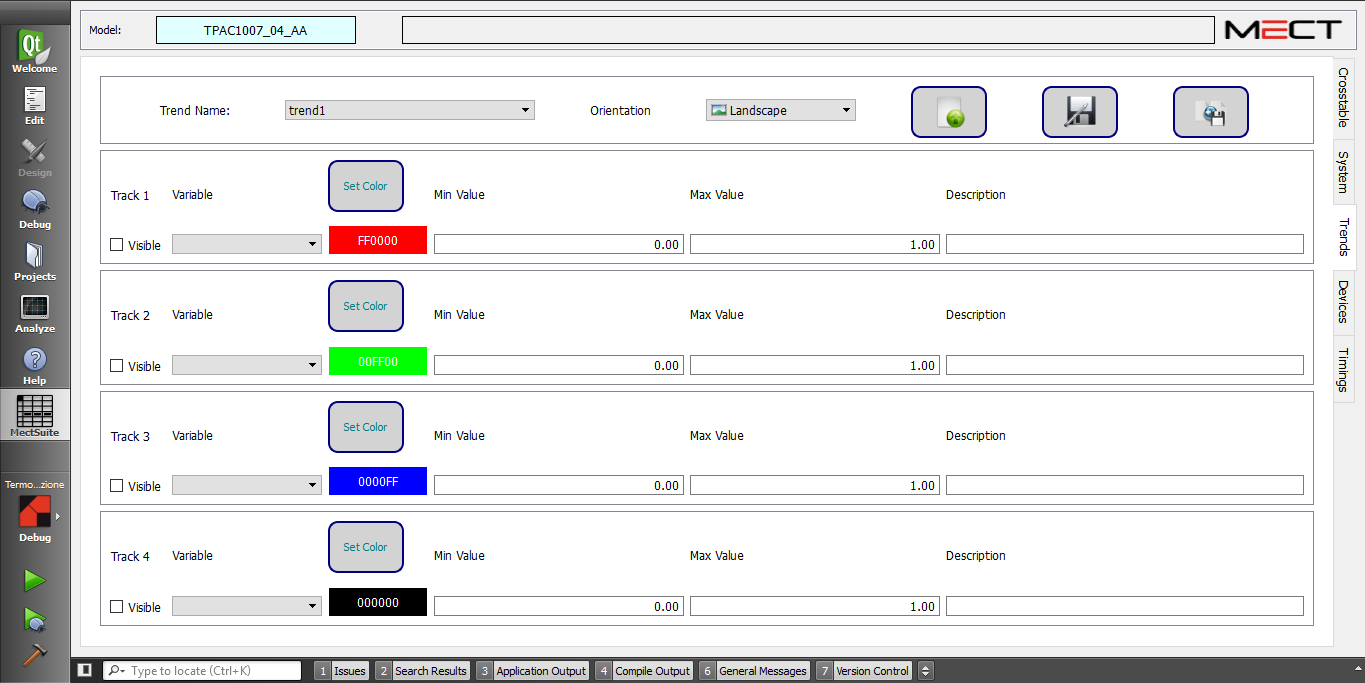 Model: TPAC1007_04_AA MECT
Welcome
Edit
Design
Debug
Projects
Analyze
Help
MectSuite
Termo...zione
Debug
Trend Name: trend1 Orientation Landscape
Track 1 Variable Set Color Min Value Max Value Description
Visible FF0000 0.00 1.00
Track 2 Variable Set Color Min Value Max Value Description
Visible 00FF00 0.00 1.00
Track 3 Variable Set Color Min Value Max Value Description
Visible 0000FF 0.00 1.00
Track 4 Variable Set Color Min Value Max Value Description
Visible 000000 0.00 1.00
Crosstable
System
Trends
Devices
Timings
Type to locate (Ctrl+K) 1 Issues 2 Search Results 3 Application Output 4 Compile Output 6 General Messages 7 Version Control